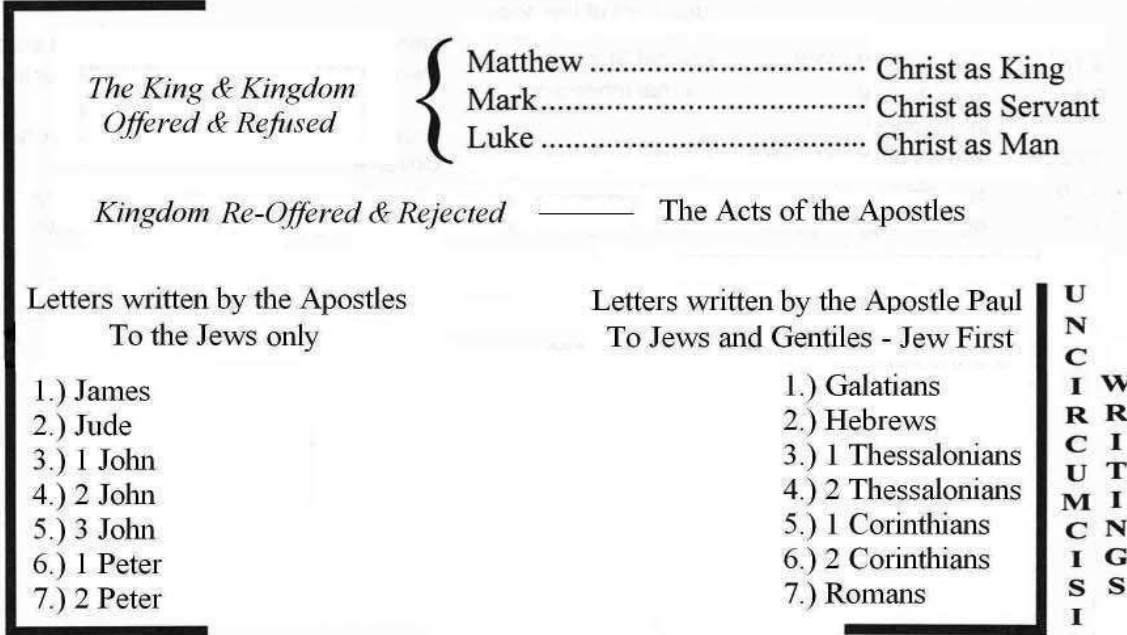 The King & Kingdom
Offered & Refused
{
Matthew .................................. Christ as King
Mark ........................................ Christ as Servant
Luke ........................................ Christ as Man
Kingdom Re-Offered & Rejected ——— The Acts of the Apostles
Letters written by the Apostles
To the Jews only
1.) James
2.) Jude
3.) 1 John
4.) 2 John
5.) 3 John
6.) 1 Peter
7.) 2 Peter
Letters written by the Apostle Paul
To Jews and Gentiles - Jew First
1.) Galatians
2.) Hebrews
3.) 1 Thessalonians
4.) 2 Thessalonians
5.) 1 Corinthians
6.) 2 Corinthians
7.) Romans
UNCIRCUMCISI
WRITINGS